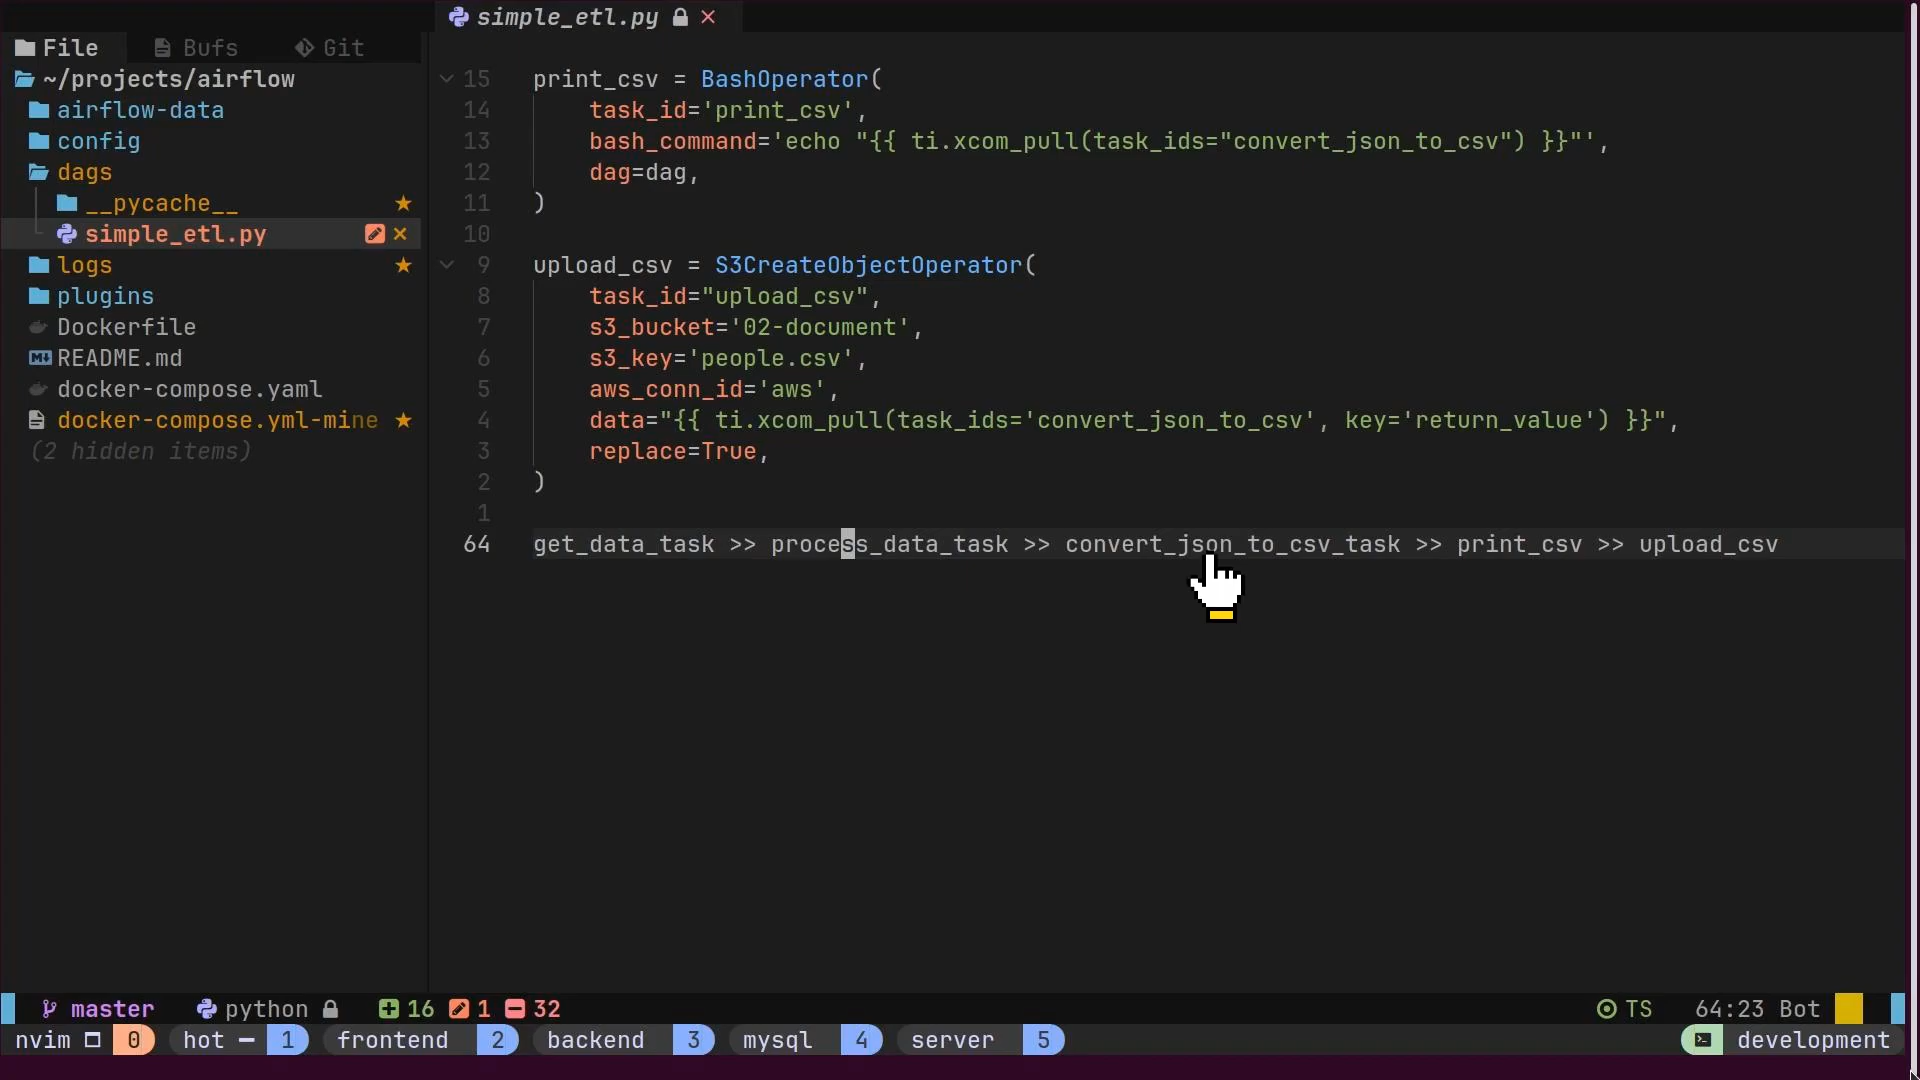 simple_etl.py
File Bufs Git
~/projects/airflow
airflow-data
config
dags
__pycache__
simple_etl.py
logs
plugins
Dockerfile
README.md
docker-compose.yaml
docker-compose.yml-mine
(2 hidden items)
15 print_csv = BashOperator(
14 task_id='print_csv',
13 bash_command='echo "{{ ti.xcom_pull(task_ids="convert_json_to_csv") }}"',
12 dag=dag,
11 )
10
9 upload_csv = S3CreateObjectOperator(
8 task_id="upload_csv",
7 s3_bucket='02-document',
6 s3_key='people.csv',
5 aws_conn_id='aws',
4 data="{{ ti.xcom_pull(task_ids='convert_json_to_csv', key='return_value') }}",
3 replace=True,
2 )
1
64 get_data_task >> process_data_task >> convert_json_to_csv_task >> print_csv >> upload_csv
master python 16 1 32 TS 64:23 Bot
nvim 0 hot 1 frontend 2 backend 3 mysql 4 server 5 development